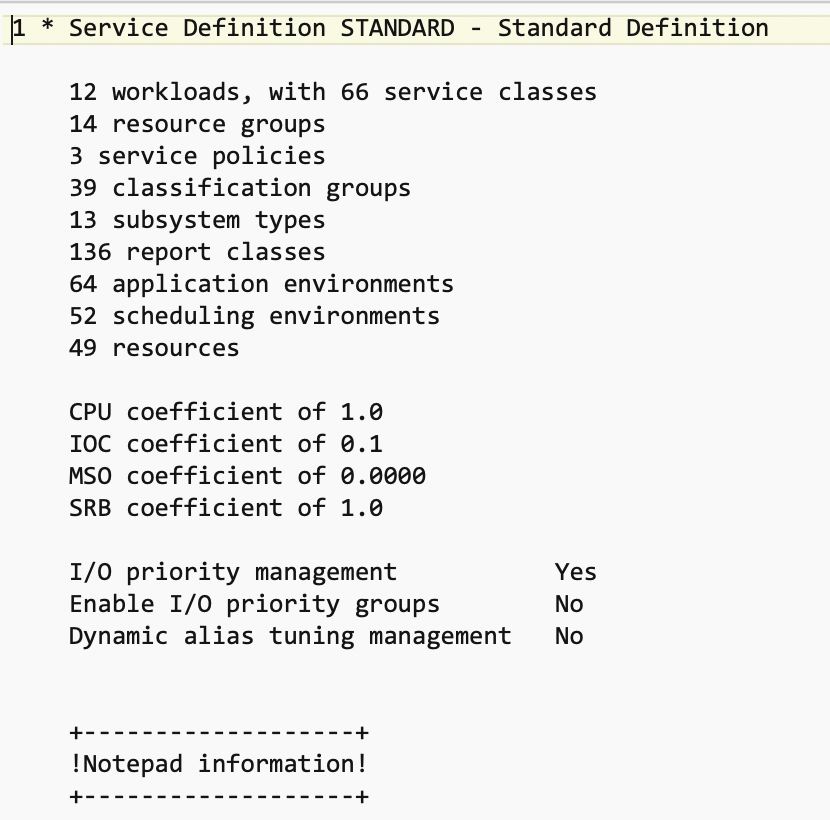 1 * Service Definition STANDARD - Standard Definition
12 workloads, with 66 service classes
14 resource groups
3 service policies
39 classification groups
13 subsystem types
136 report classes
64 application environments
52 scheduling environments
49 resources
CPU coefficient of 1.0
IOC coefficient of 0.1
MSO coefficient of 0.0000
SRB coefficient of 1.0
I/O priority management Yes
Enable I/O priority groups No
Dynamic alias tuning management No
+-------------------+
!Notepad information!
+-------------------+